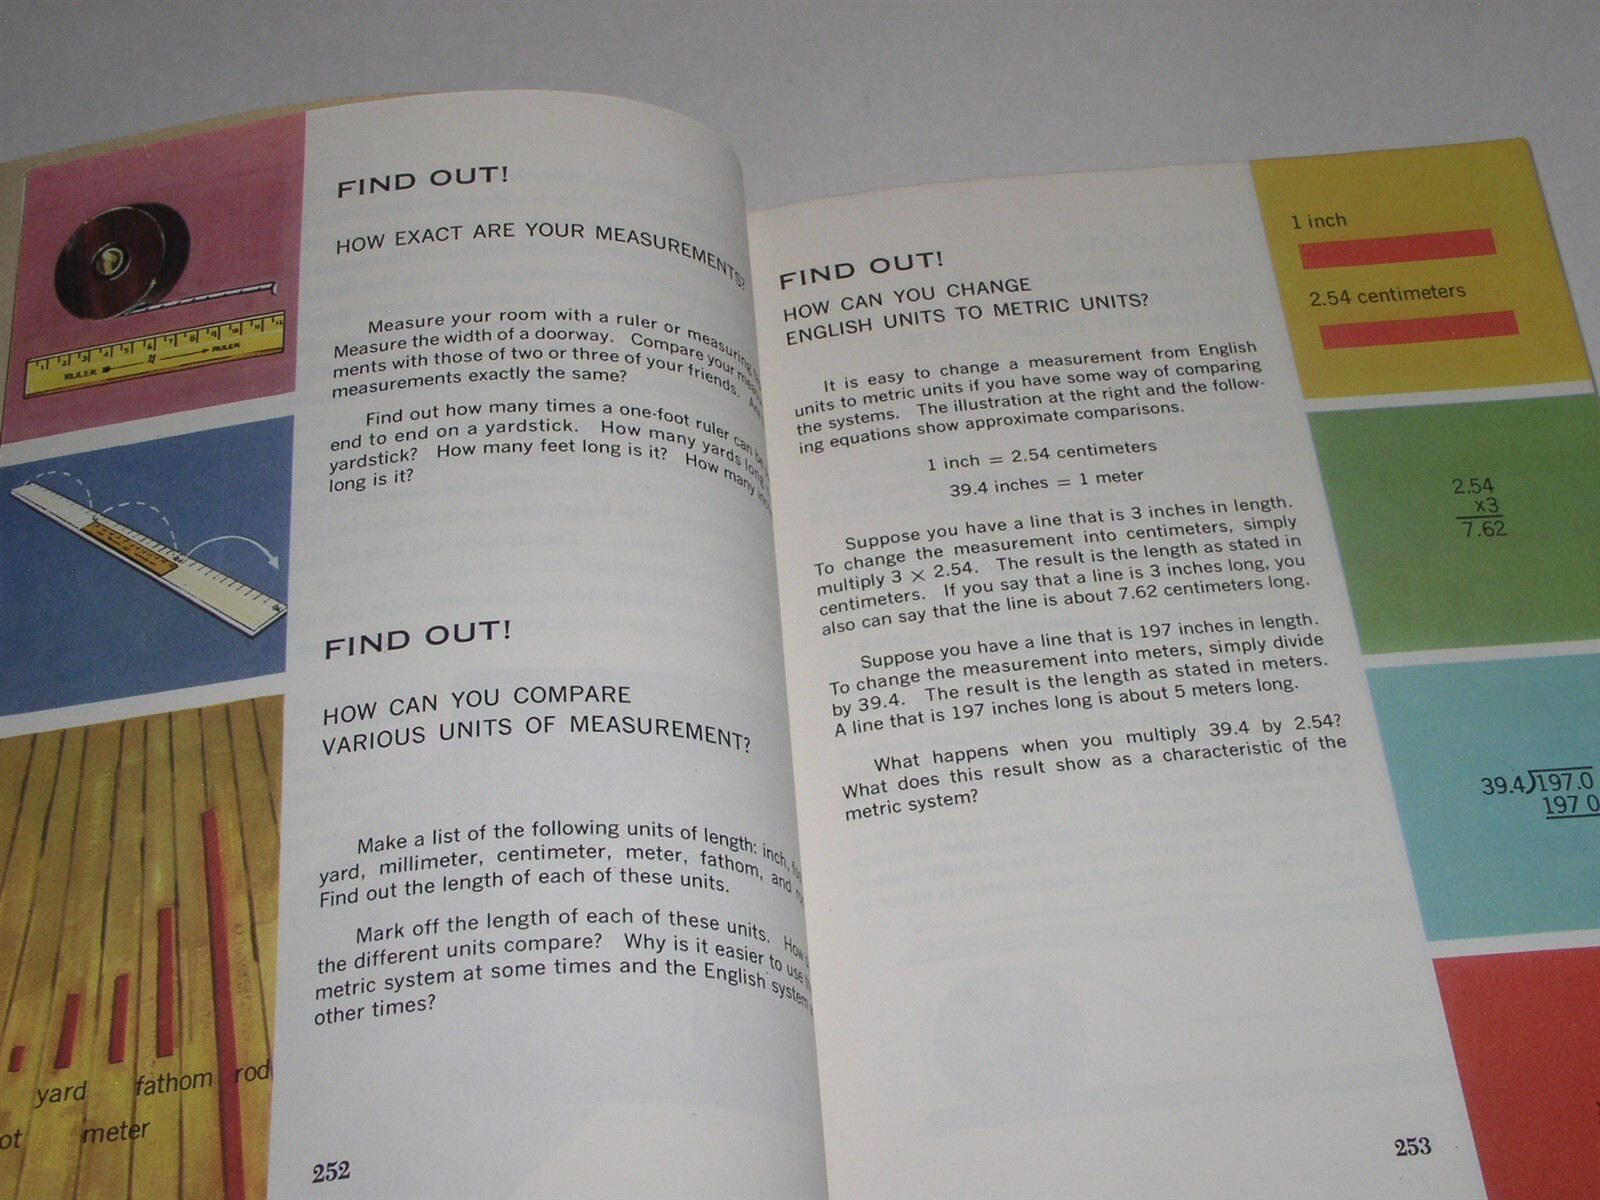 FIND OUT!
HOW EXACT ARE YOUR MEASUREMENTS?
Measure your room with a ruler or measuring
Measure the width of a doorway. Compare your
ments with those of two or three of your friends. Are
measurements exactly the same?
Find out how many times a one-foot ruler can be
end to end on a yardstick. How many yards long
yardstick? How many feet long is it? How many
long is it?
FIND OUT!
HOW CAN YOU COMPARE
VARIOUS UNITS OF MEASUREMENT?
Make a list of the following units of length: inch,
yard, millimeter, centimeter, meter, fathom, and
Find out the length of each of these units.
Mark off the length of each of these units. How
the different units compare? Why is it easier to use
metric system at some times and the English system
other times?
RULER RULER
yard fathom rod
meter
252
FIND OUT!
HOW CAN YOU CHANGE
ENGLISH UNITS TO METRIC UNITS?
It is easy to change a measurement from English
units to metric units if you have some way of comparing
the systems. The illustration at the right and the follow-
ing equations show approximate comparisons.
1 inch = 2.54 centimeters
39.4 inches = 1 meter
Suppose you have a line that is 3 inches in length.
To change the measurement into centimeters, simply
multiply 3 × 2.54. The result is the length as stated in
centimeters. If you say that a line is 3 inches long, you
also can say that the line is about 7.62 centimeters long.
Suppose you have a line that is 197 inches in length.
To change the measurement into meters, simply divide
by 39.4. The result is the length as stated in meters.
A line that is 197 inches long is about 5 meters long.
What happens when you multiply 39.4 by 2.54?
What does this result show as a characteristic of the
metric system?
1 inch
2.54 centimeters
2.54
x3
7.62
39.4)197.0
197 0
253